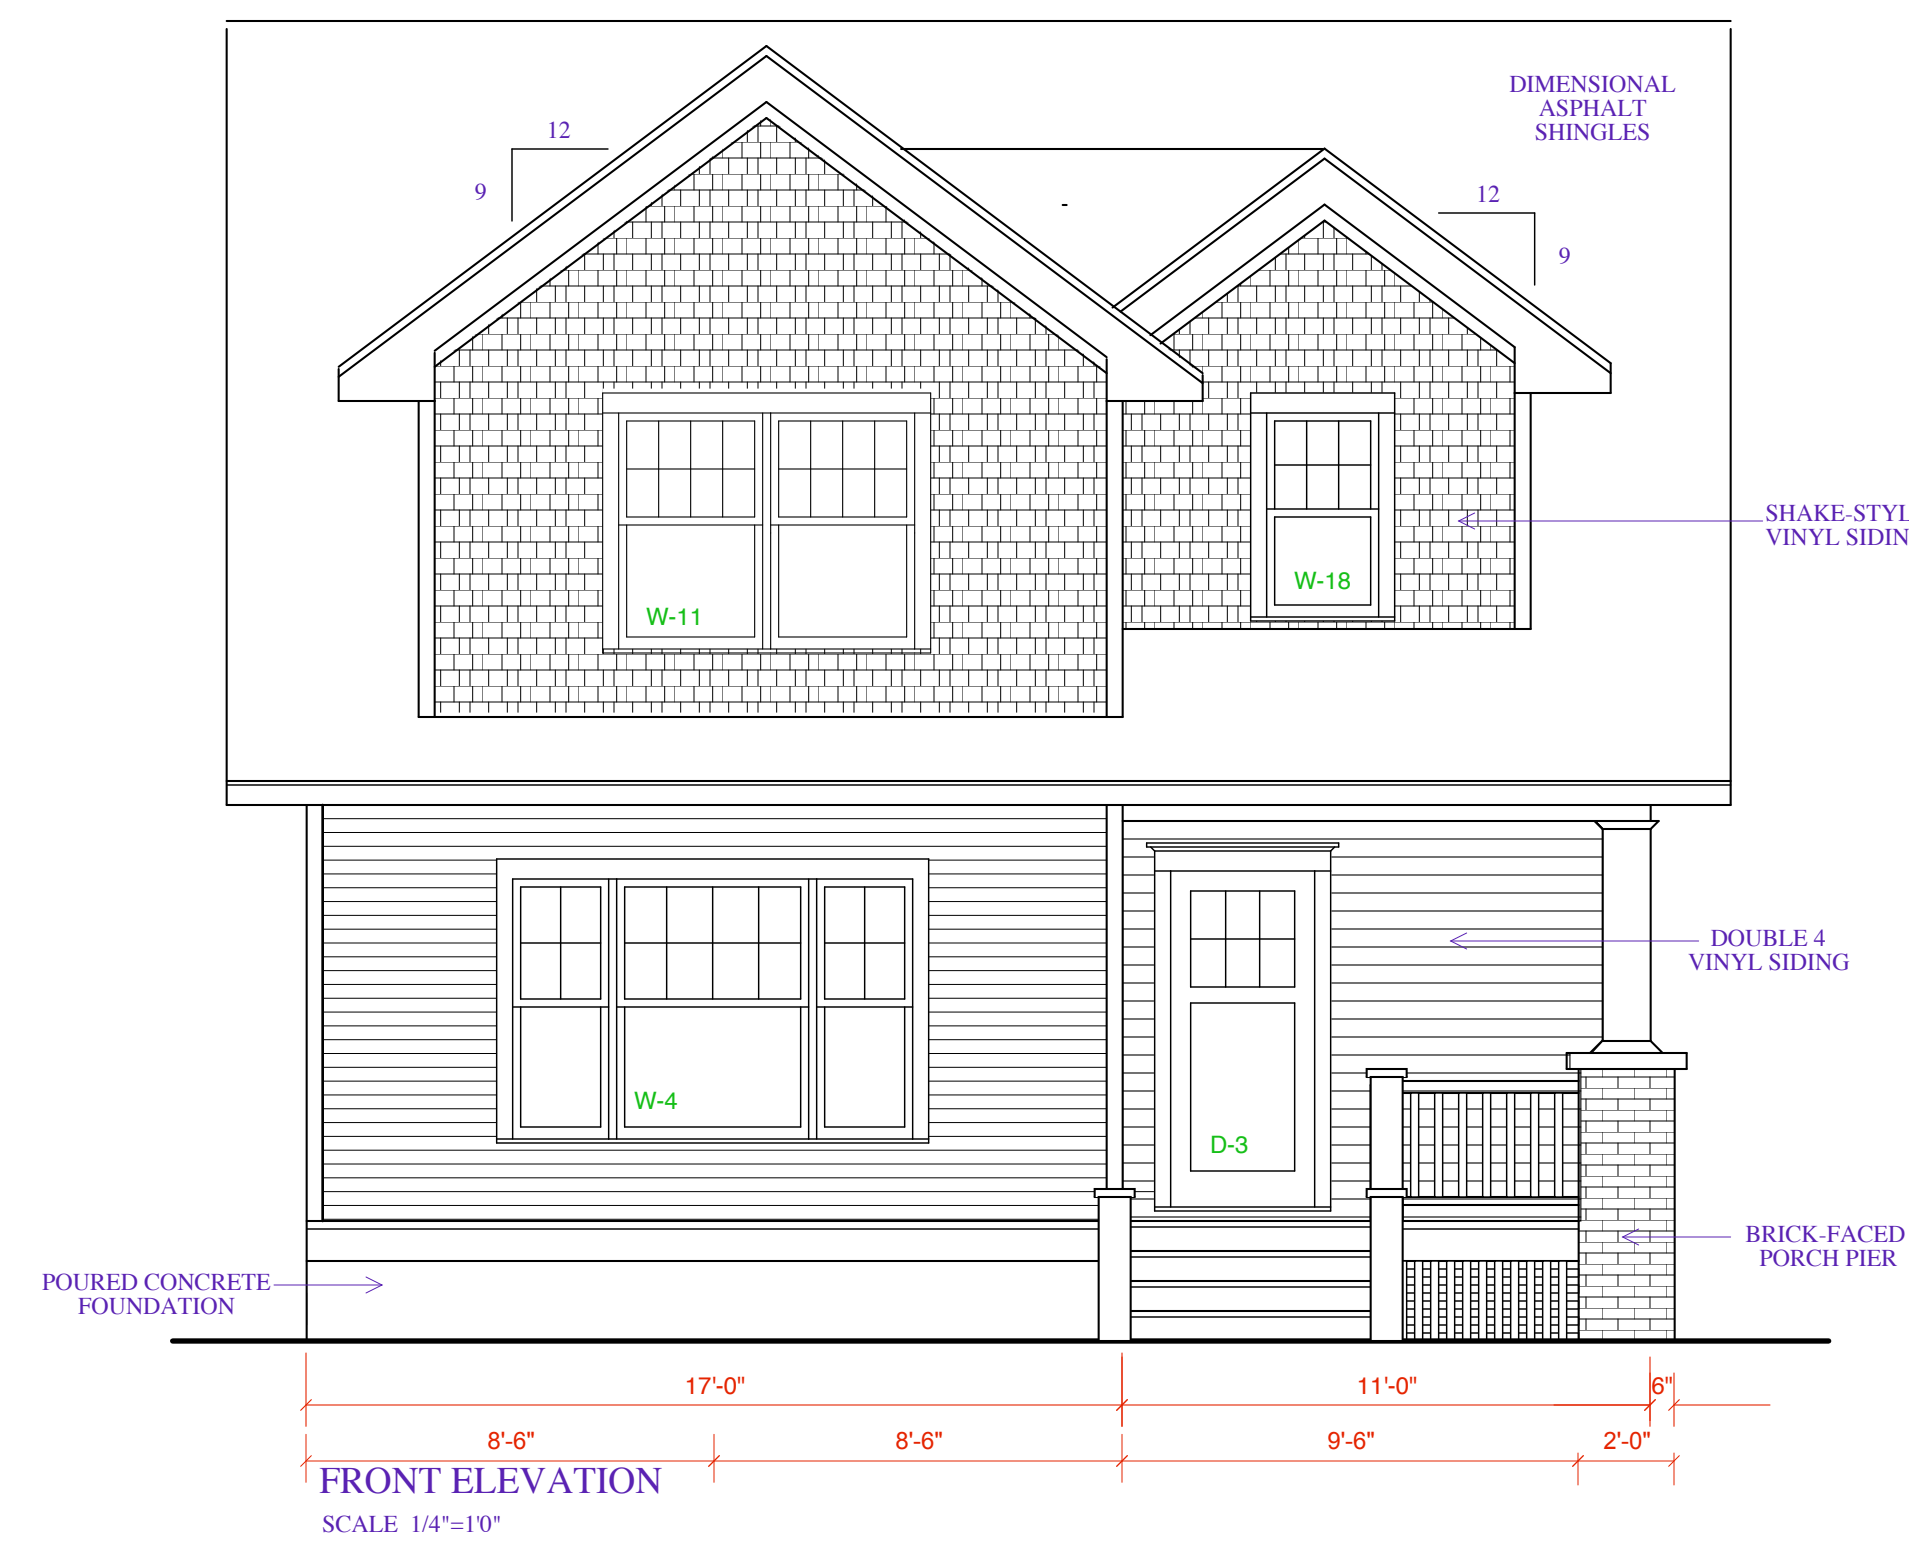 DIMENSIONAL
ASPHALT
SHINGLES
12
9
12
9
SHAKE-STYL
VINYL SIDIN
W-11
W-18
DOUBLE 4
VINYL SIDING
W-4
D-3
BRICK-FACED
PORCH PIER
POURED CONCRETE
FOUNDATION
17'-0"
11'-0"
6"
8'-6"
8'-6"
9'-6"
2'-0"
FRONT ELEVATION
SCALE 1/4"=1'0"